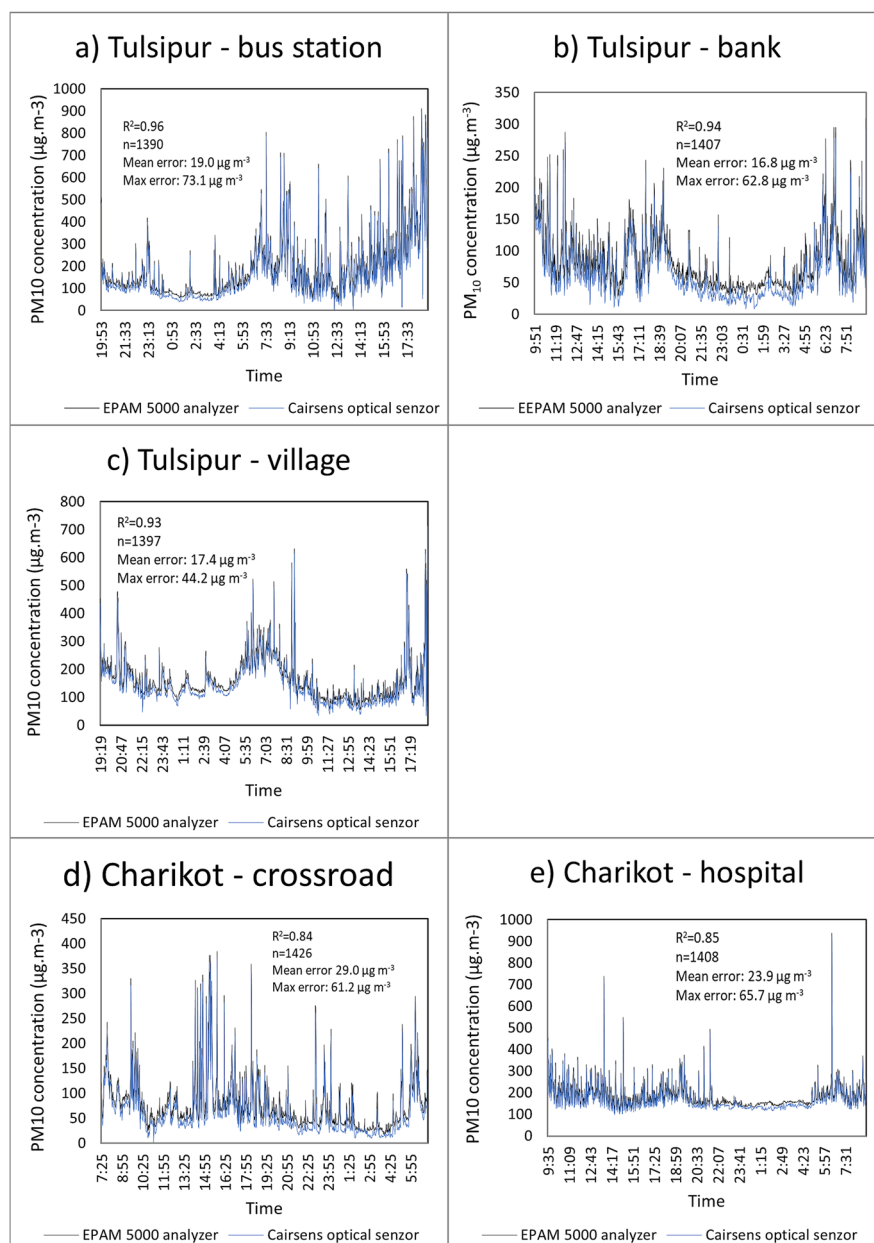 a) Tulsipur - bus station
PM10 concentration (µg.m-3)
1000
900
800
700
600
500
400
300
200
100
0
R²=0.96
n=1390
Mean error: 19.0 µg m⁻³
Max error: 73.1 µg m⁻³
19:53
21:33
23:13
0:53
2:33
4:13
5:53
7:33
9:13
10:53
12:33
14:13
15:53
17:33
Time
EPAM 5000 analyzer
Cairsens optical senzor
b) Tulsipur - bank
PM₁₀ concentration (µg.m⁻³)
350
300
250
200
150
100
50
0
R²=0.94
n=1407
Mean error: 16.8 µg m⁻³
Max error: 62.8 µg m⁻³
9:51
11:19
12:47
14:15
15:43
17:11
18:39
20:07
21:35
23:03
0:31
1:59
3:27
4:55
6:23
7:51
Time
EEPAM 5000 analyzer
Cairsens optical senzor
c) Tulsipur - village
PM10 concentration (µg.m-3)
800
700
600
500
400
300
200
100
0
R²=0.93
n=1397
Mean error: 17.4 µg m⁻³
Max error: 44.2 µg m⁻³
19:19
20:47
22:15
23:43
1:11
2:39
4:07
5:35
7:03
8:31
9:59
11:27
12:55
14:23
15:51
17:19
Time
EPAM 5000 analyzer
Cairsens optical senzor
d) Charikot - crossroad
PM10 concentration (µg.m-3)
450
400
350
300
250
200
150
100
50
0
R²=0.84
n=1426
Mean error 29.0 µg m⁻³
Max error: 61.2 µg m⁻³
7:25
8:55
10:25
11:55
13:25
14:55
16:25
17:55
19:25
20:55
22:25
23:55
1:25
2:55
4:25
5:55
Time
EPAM 5000 analyzer
Cairsens optical senzor
e) Charikot - hospital
PM10 concentration (µg.m-3)
1000
900
800
700
600
500
400
300
200
100
0
R²=0.85
n=1408
Mean error: 23.9 µg m⁻³
Max error: 65.7 µg m⁻³
9:35
11:09
12:43
14:17
15:51
17:25
18:59
20:33
22:07
23:41
1:15
2:49
4:23
5:57
7:31
Time
EPAM 5000 analyzer
Cairsens optical senzor